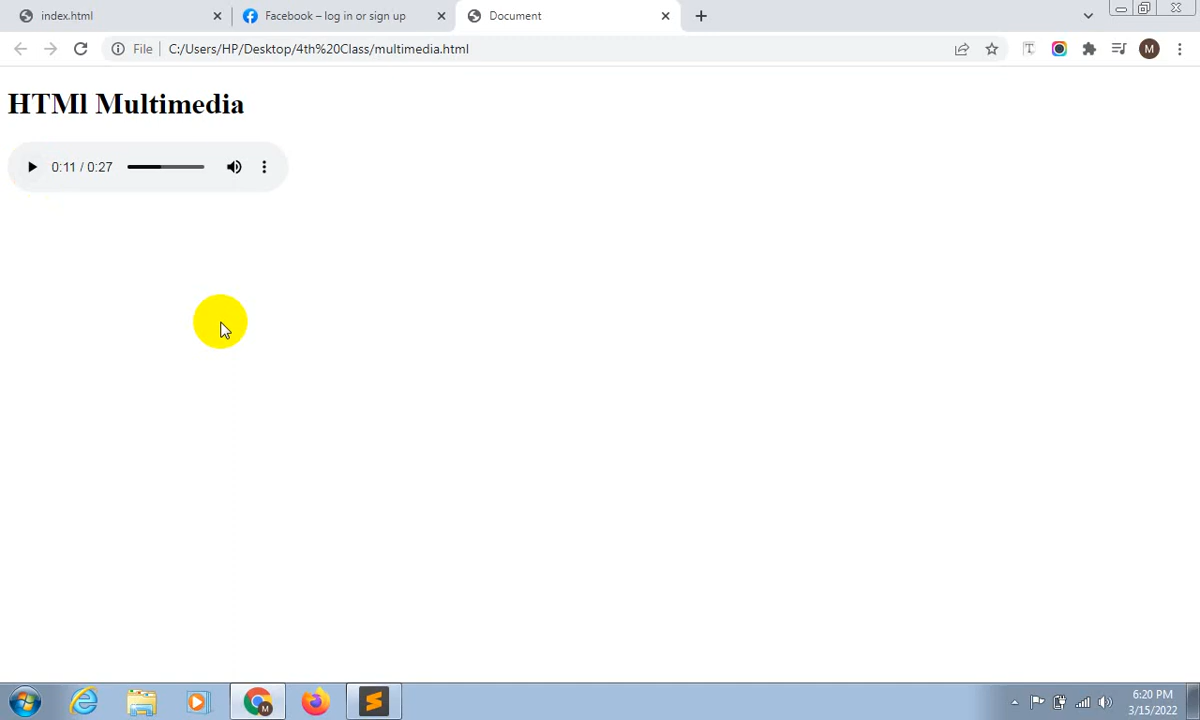 index.html
Facebook – log in or sign up
Document
File
C:/Users/HP/Desktop/4th%20Class/multimedia.html
M
HTMl Multimedia
0:11 / 0:27
M
6:20 PM
3/15/2022